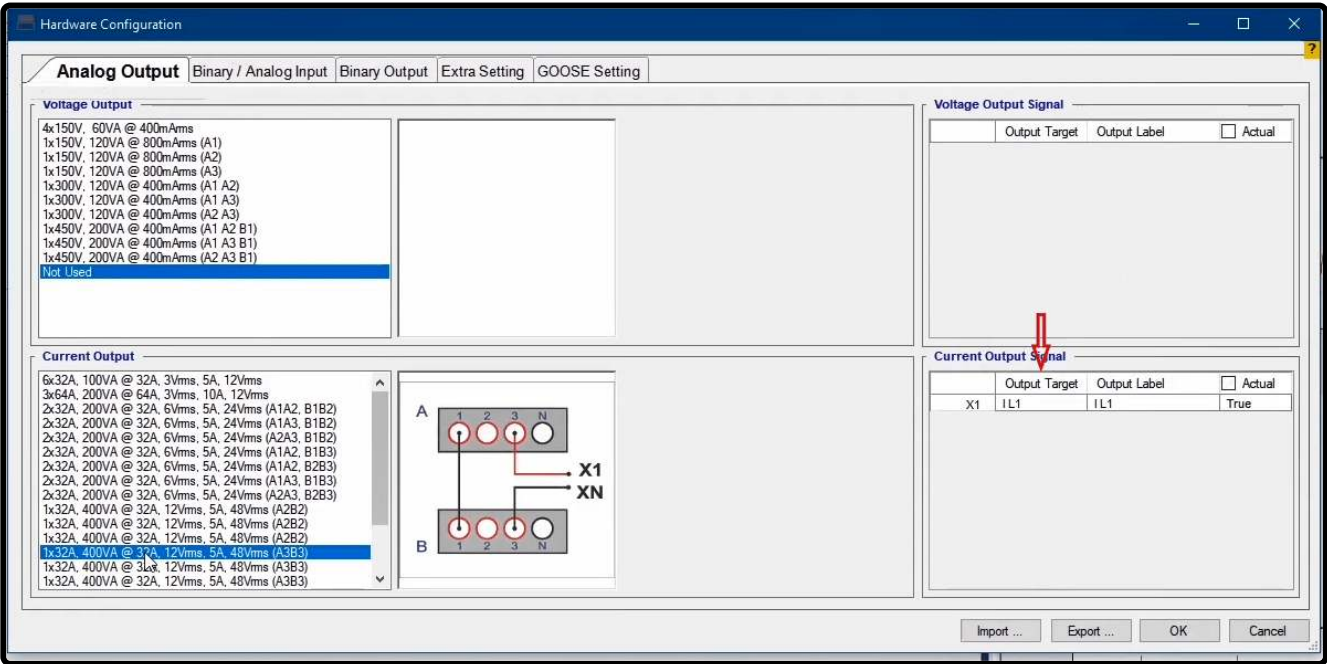 Hardware Configuration
?
Analog Output Binary / Analog Input Binary Output Extra Setting GOOSE Setting
Voltage Output
4x150V, 60VA @ 400mArms
1x150V, 120VA @ 800mArms (A1)
1x150V, 120VA @ 800mArms (A2)
1x150V, 120VA @ 800mArms (A3)
1x300V, 120VA @ 400mArms (A1 A2)
1x300V, 120VA @ 400mArms (A1 A3)
1x300V, 120VA @ 400mArms (A2 A3)
1x450V, 200VA @ 400mArms (A1 A2 B1)
1x450V, 200VA @ 400mArms (A1 A3 B1)
1x450V, 200VA @ 400mArms (A2 A3 B1)
Not Used
Voltage Output Signal
Output Target Output Label Actual
Current Output
6x32A, 100VA @ 32A, 3Vrms, 5A, 12Vrms
3x64A, 200VA @ 64A, 3Vrms, 10A, 12Vrms
2x32A, 200VA @ 32A, 6Vrms, 5A, 24Vrms (A1A2, B1B2)
2x32A, 200VA @ 32A, 6Vrms, 5A, 24Vrms (A1A3, B1B2)
2x32A, 200VA @ 32A, 6Vrms, 5A, 24Vrms (A2A3, B1B2)
2x32A, 200VA @ 32A, 6Vrms, 5A, 24Vrms (A1A2, B1B3)
2x32A, 200VA @ 32A, 6Vrms, 5A, 24Vrms (A1A2, B2B3)
2x32A, 200VA @ 32A, 6Vrms, 5A, 24Vrms (A1A3, B1B3)
2x32A, 200VA @ 32A, 6Vrms, 5A, 24Vrms (A2A3, B2B3)
1x32A, 400VA @ 32A, 12Vrms, 5A, 48Vrms (A2B2)
1x32A, 400VA @ 32A, 12Vrms, 5A, 48Vrms (A2B2)
1x32A, 400VA @ 32A, 12Vrms, 5A, 48Vrms (A2B2)
1x32A, 400VA @ 32A, 12Vrms, 5A, 48Vrms (A3B3)
1x32A, 400VA @ 32A, 12Vrms, 5A, 48Vrms (A3B3)
1x32A, 400VA @ 32A, 12Vrms, 5A, 48Vrms (A3B3)
A
1 2 3 N
X1
XN
B
1 2 3 N
Current Output Signal
Output Target Output Label Actual
X1 I L1 I L1 True
Import ... Export ... OK Cancel